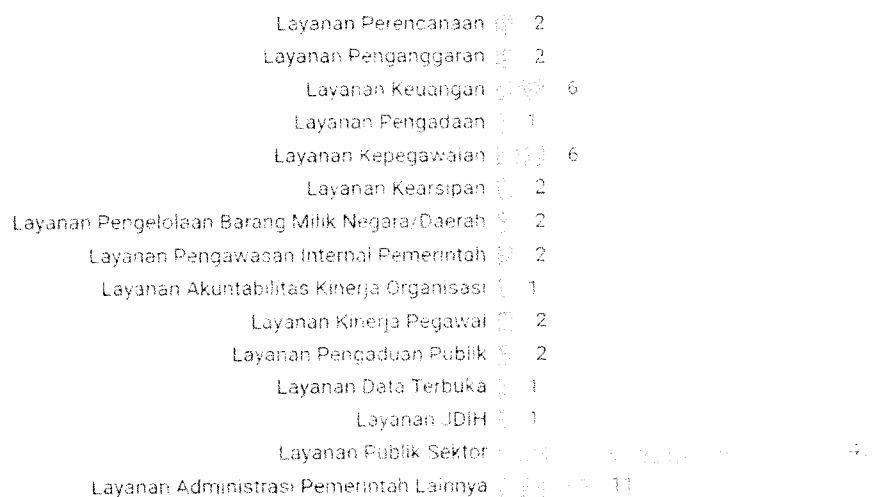 Layanan Perencanaan 2
Layanan Penganggaran 2
Layanan Keuangan 6
Layanan Pengadaan 1
Layanan Kepegawaian 6
Layanan Kearsipan 2
Layanan Pengelolaan Barang Milik Negara/Daerah 2
Layanan Pengawasan Internal Pemerintah 2
Layanan Akuntabilitas Kinerja Organisasi 1
Layanan Kinerja Pegawai 2
Layanan Pengaduan Publik 2
Layanan Data Terbuka 1
Layanan JDIH 1
Layanan Publik Sektor
Layanan Administrasi Pemerintah Lainnya 11